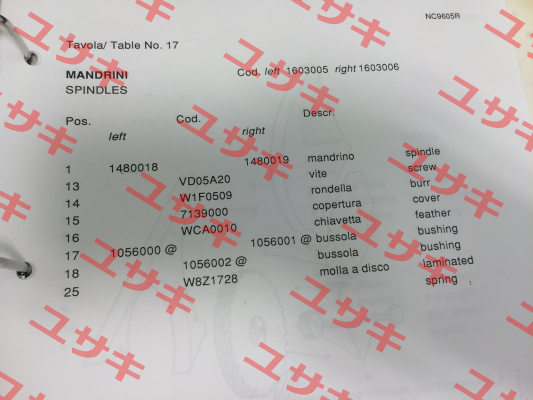 NC9605R
Tavola/ Table No. 17
MANDRINI
SPINDLES
Cod. left 1603005 right 1603006
Pos. Cod. Descr.
left right
1 1480018 1480019 mandrino spindle
13 VD05A20 vite screw
14 W1F0509 rondella burr
15 7139000 copertura cover
16 WCA0010 chiavetta feather
17 1056000 @ 1056001 @ bussola bushing
18 1056002 @ bussola bushing
25 W8Z1728 molla a disco laminated
spring
ユサキ
ユサキ
ユサキ
ユサキ
ユサキ
ユサキ
ユサキ
ユサキ
ユサキ
ユサキ
ユサキ
ユサキ